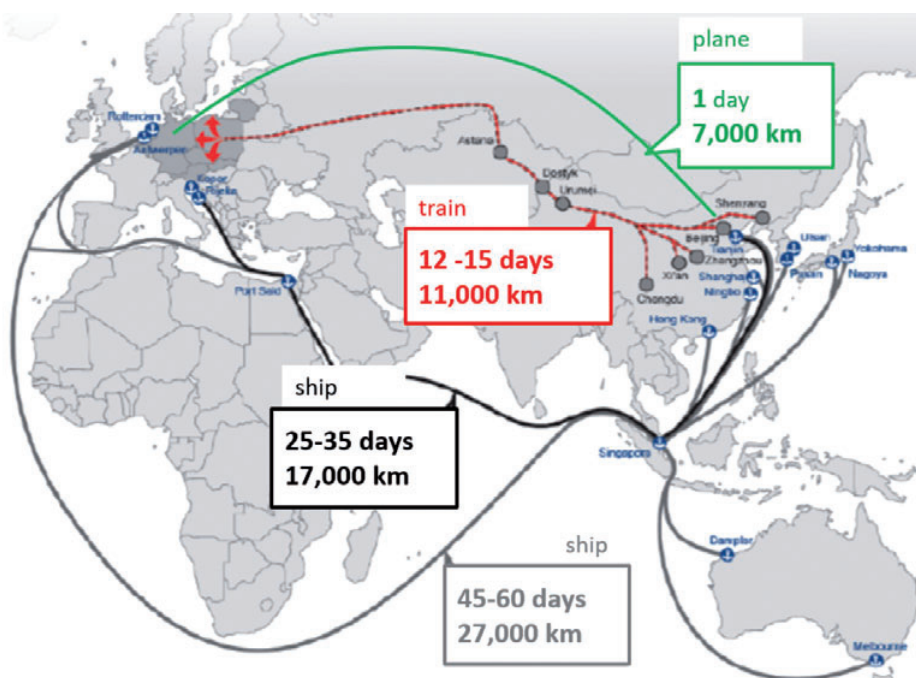 plane
1 day
7,000 km
Rotterdam
Antwerpen
Koper
Rijeka
Astana
Dostyk
Urumqi
Shenyang
Beijing
Tianjin
Ulsan
Yokohama
train
12 -15 days
11,000 km
Zhangzhou
Xi'an
Shanghai
Pusan
Nagoya
Port Said
Chengdu
Ningbo
Hong Kong
ship
25-35 days
17,000 km
Singapore
ship
Dampier
45-60 days
27,000 km
Melbourne